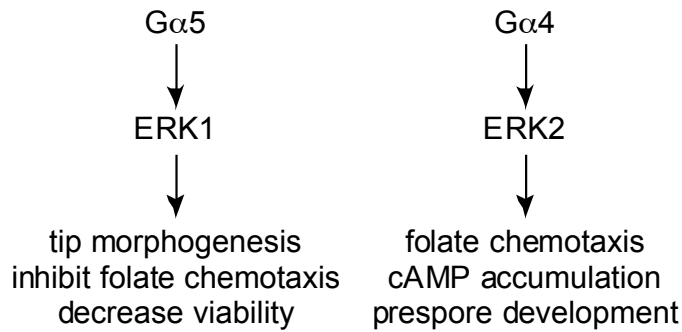 Gα5
ERK1
tip morphogenesis
inhibit folate chemotaxis
decrease viability
Gα4
ERK2
folate chemotaxis
cAMP accumulation
prespore development